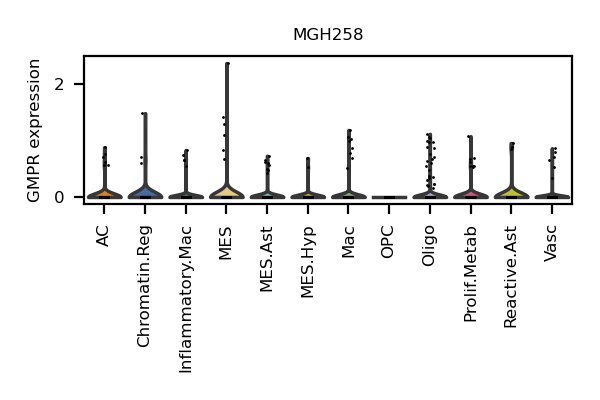 MGH258
GMPR expression
2
0
AC
Chromatin.Reg
Inflammatory.Mac
MES
MES.Ast
MES.Hyp
Mac
OPC
Oligo
Prolif.Metab
Reactive.Ast
Vasc